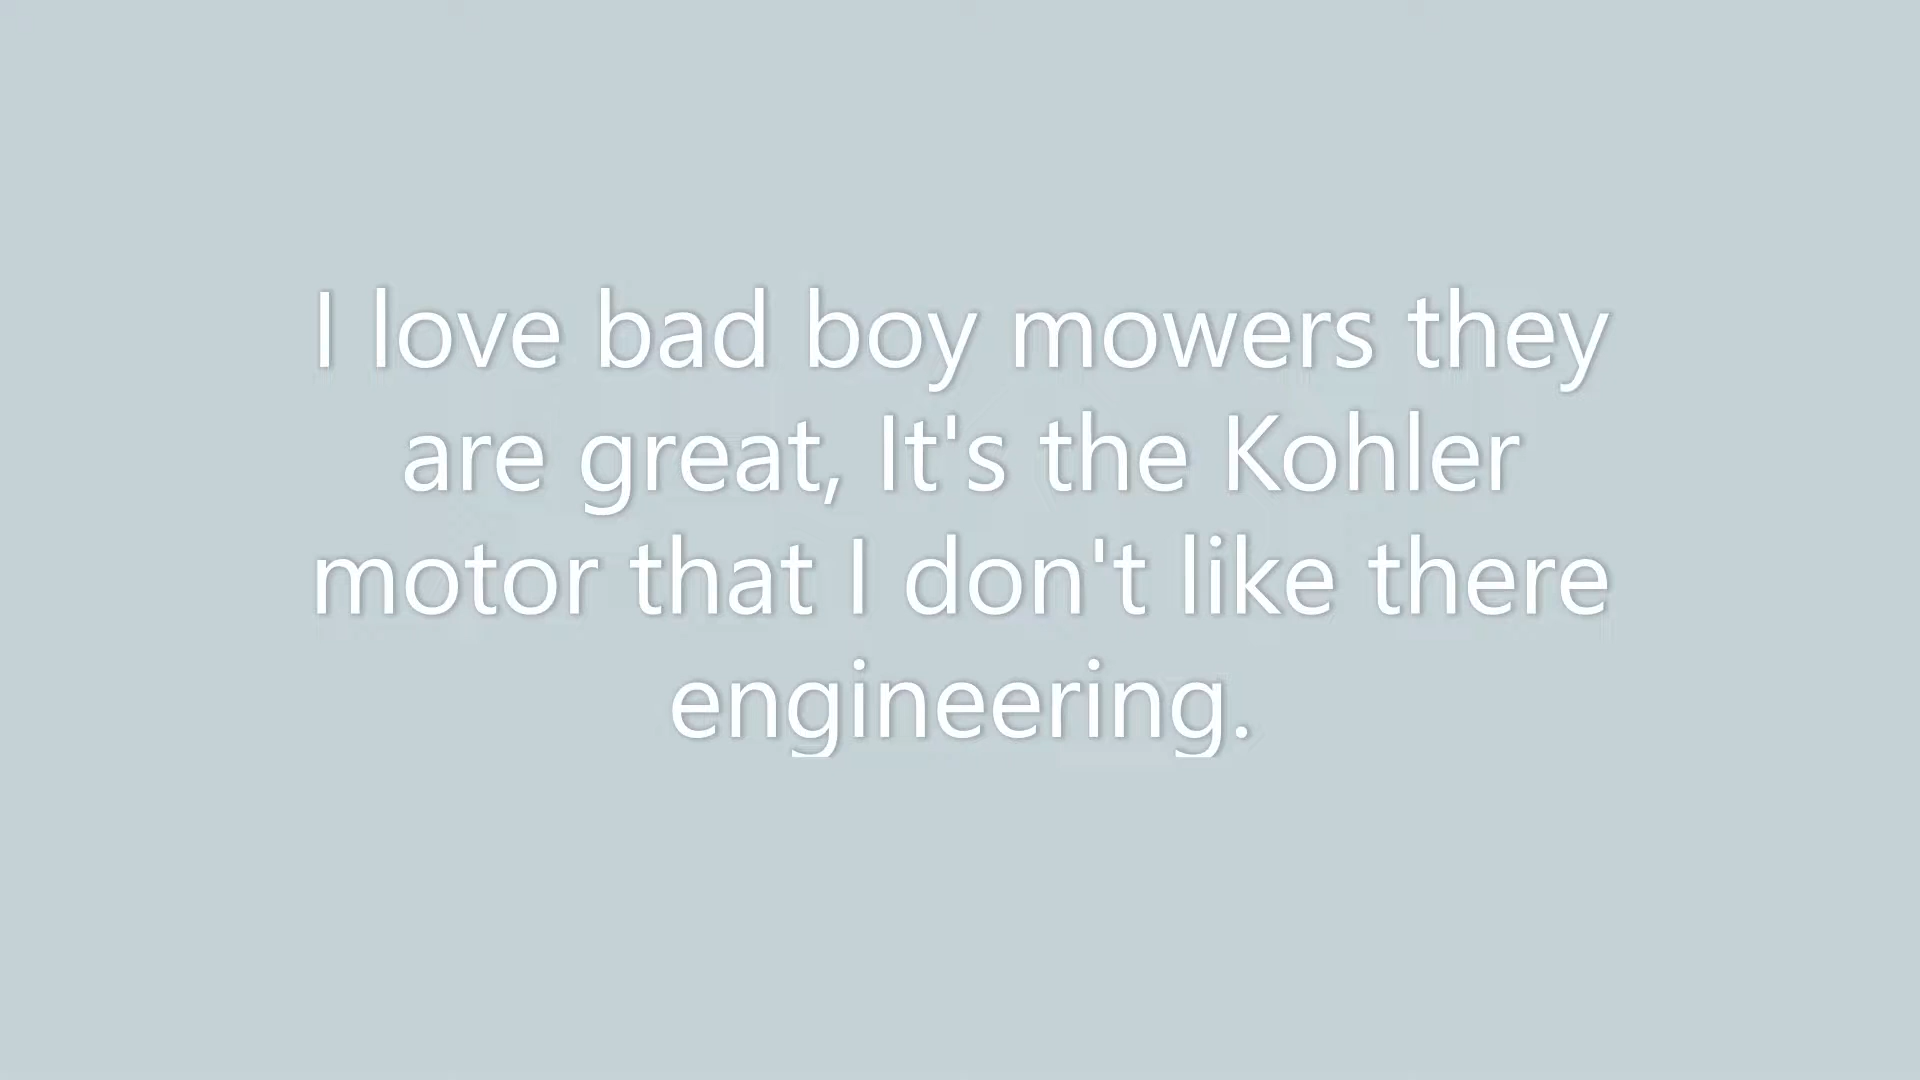 I love bad boy mowers they
are great, It's the Kohler
motor that I don't like there
engineering.